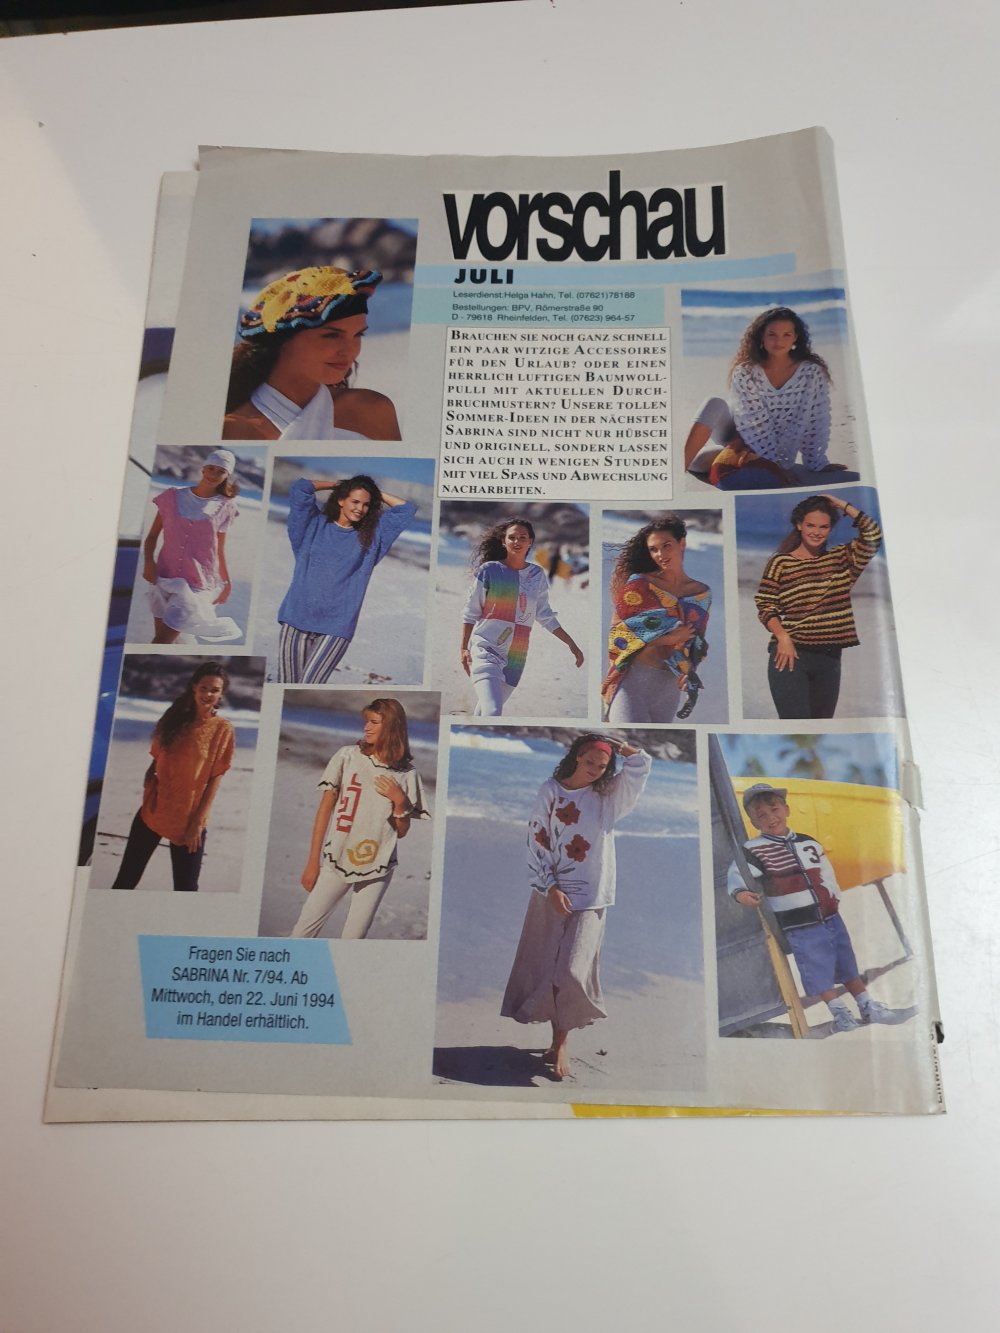 vorschau
JULI
Leserdienst:Helga Hahn, Tel. (07621)78188
Bestellungen: BPV, Römerstraße 90
D - 79618 Rheinfelden, Tel. (07623) 964-57
BRAUCHEN SIE NOCH GANZ SCHNELL
EIN PAAR WITZIGE ACCESSOIRES
FÜR DEN URLAUB? ODER EINEN
HERRLICH LUFTIGEN BAUMWOLL-
PULLI MIT AKTUELLEN DURCH-
BRUCHMUSTERN? UNSERE TOLLEN
SOMMER-IDEEN IN DER NÄCHSTEN
SABRINA SIND NICHT NUR HÜBSCH
UND ORIGINELL, SONDERN LASSEN
SICH AUCH IN WENIGEN STUNDEN
MIT VIEL SPASS UND ABWECHSLUNG
NACHARBEITEN.
3
Fragen Sie nach
SABRINA Nr. 7/94. Ab
Mittwoch, den 22. Juni 1994
im Handel erhältlich.